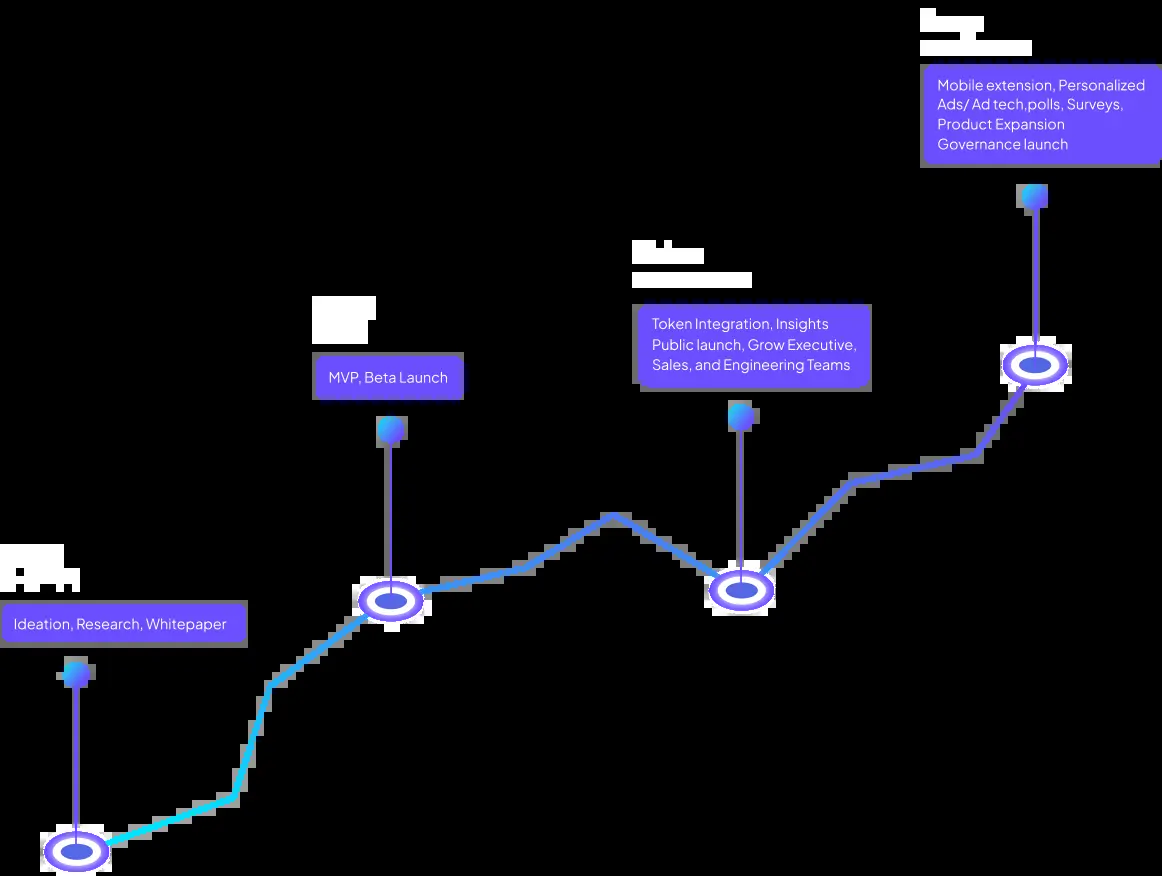 Mobile extension, Personalized
Ads/ Ad tech,polls, Surveys,
Product Expansion
Governance launch
Token Integration, Insights
Public launch, Grow Executive,
Sales, and Engineering Teams
MVP, Beta Launch
Ideation, Research, Whitepaper